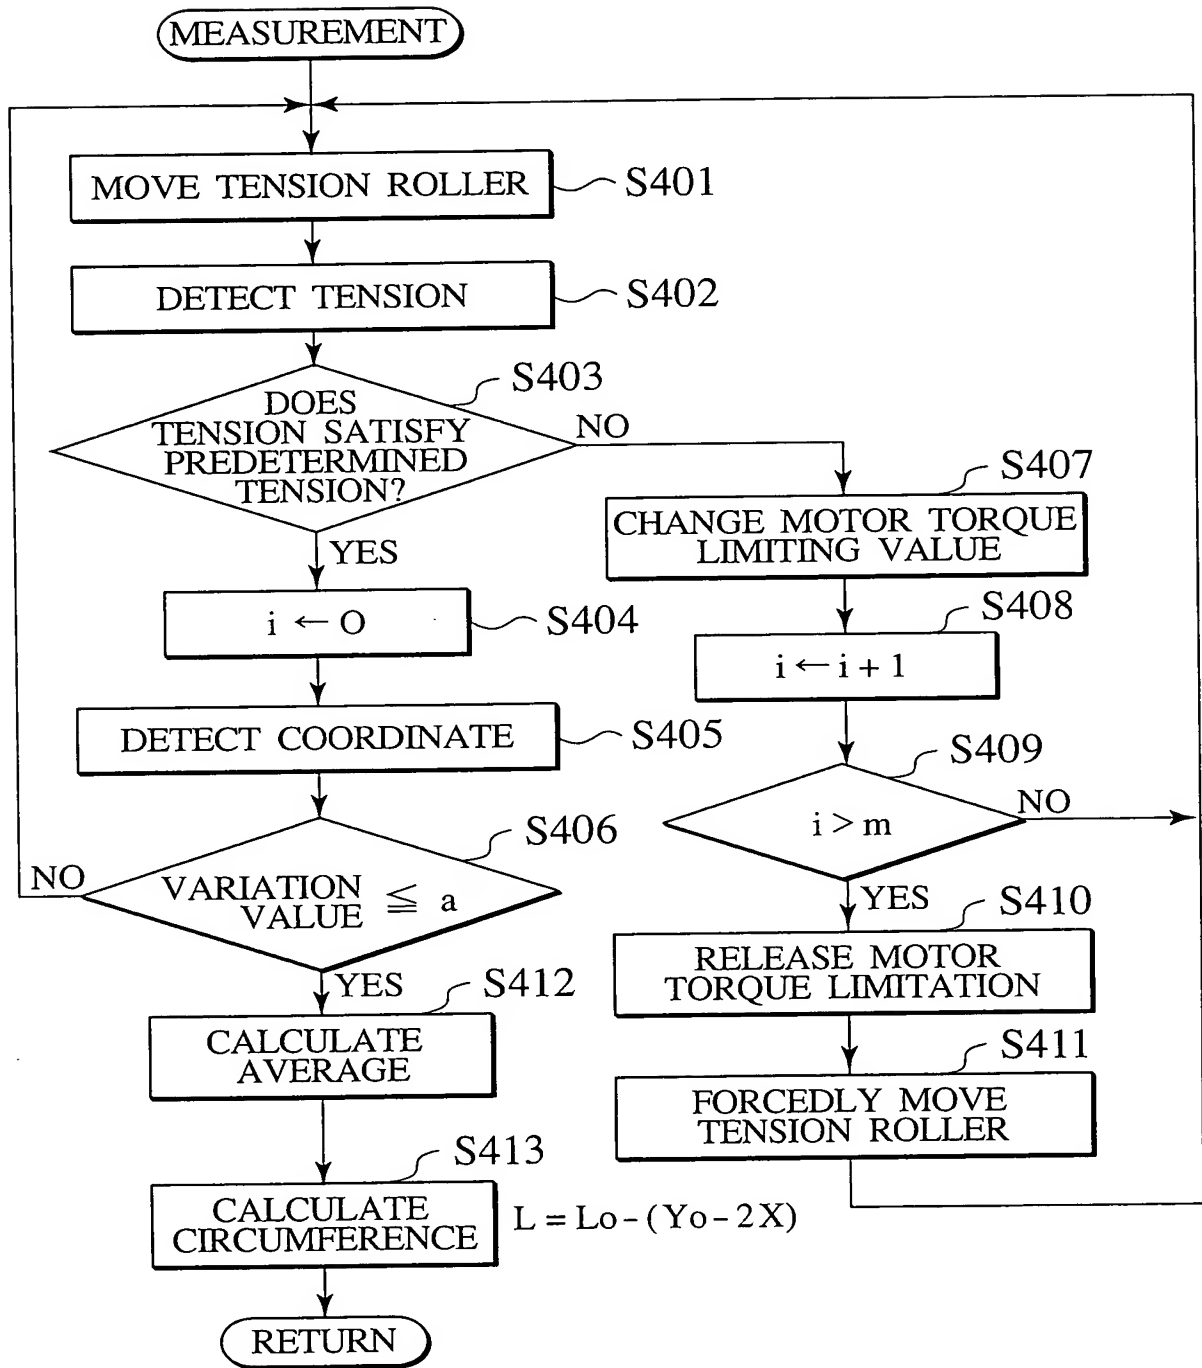 MEASUREMENT
MOVE TENSION ROLLER
S401
DETECT TENSION
S402
DOES
TENSION SATISFY
PREDETERMINED
TENSION?
S403
NO
YES
i ← O
S404
DETECT COORDINATE
S405
VARIATION
VALUE ≦ a
S406
NO
YES
S407
CHANGE MOTOR TORQUE
LIMITING VALUE
S408
i ← i + 1
S409
i > m
NO
YES
S410
RELEASE MOTOR
TORQUE LIMITATION
S411
FORCEDLY MOVE
TENSION ROLLER
S412
CALCULATE
AVERAGE
S413
CALCULATE
CIRCUMFERENCE
L = Lo - (Yo - 2X)
RETURN